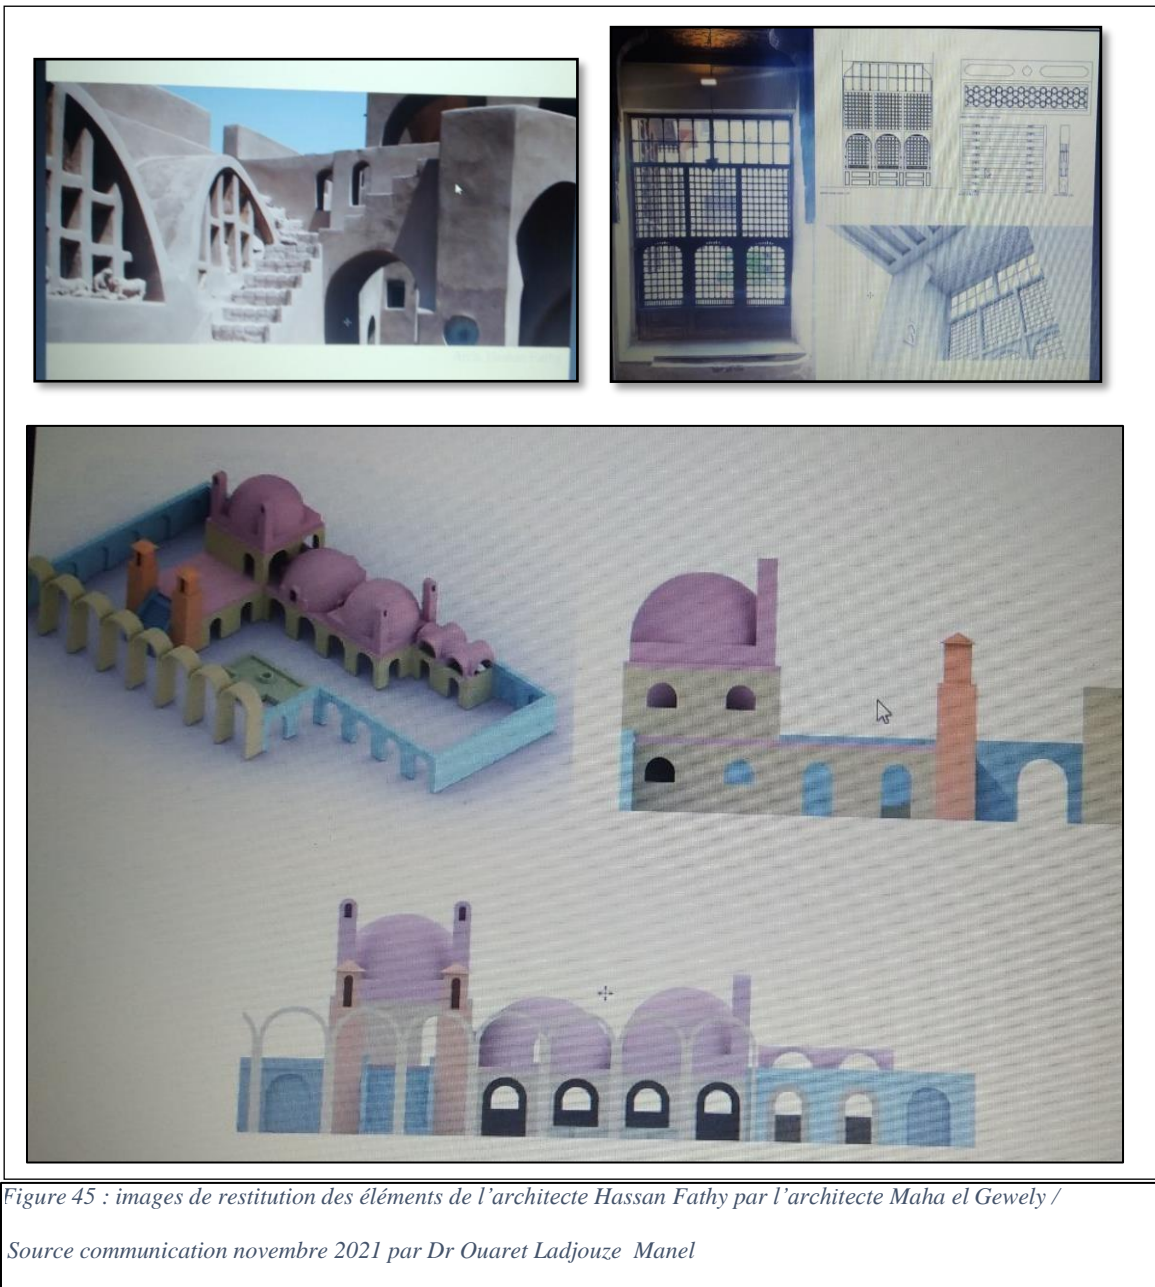 Figure 45 : images de restitution des éléments de l’architecte Hassan Fathy par l’architecte Maha el Gewely /
Source communication novembre 2021 par Dr Ouaret Ladjouze Manel